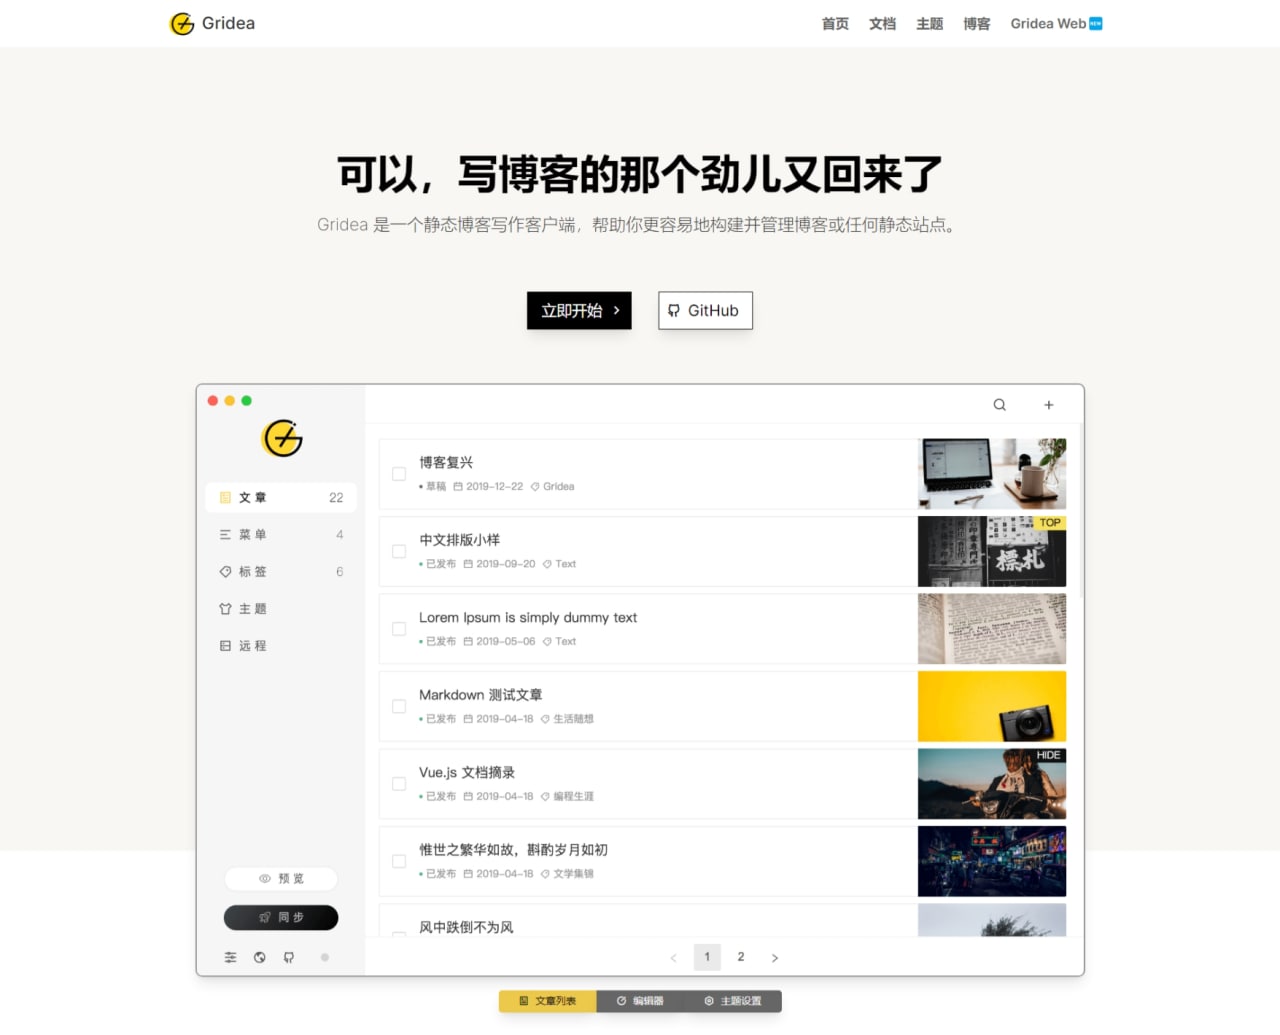 Gridea
首页 文档 主题 博客 Gridea Web NEW
可以，写博客的那个劲儿又回来了
Gridea 是一个静态博客写作客户端，帮助你更容易地构建并管理博客或任何静态站点。
立即开始 GitHub
文章 22
菜单 4
标签 6
主题
远程
预览
同步
博客复兴
草稿 2019-12-22 Gridea
中文排版小样
已发布 2019-09-20 Text
TOP
標札
Lorem Ipsum is simply dummy text
已发布 2019-05-06 Text
Markdown 测试文章
已发布 2019-04-18 生活随想
Vue.js 文档摘录
已发布 2019-04-18 编程生涯
HIDE
惟世之繁华如故，斟酌岁月如初
已发布 2019-04-18 文学集锦
风中跌倒不为风
< 1 2 >
文章列表 编辑器 主题设置